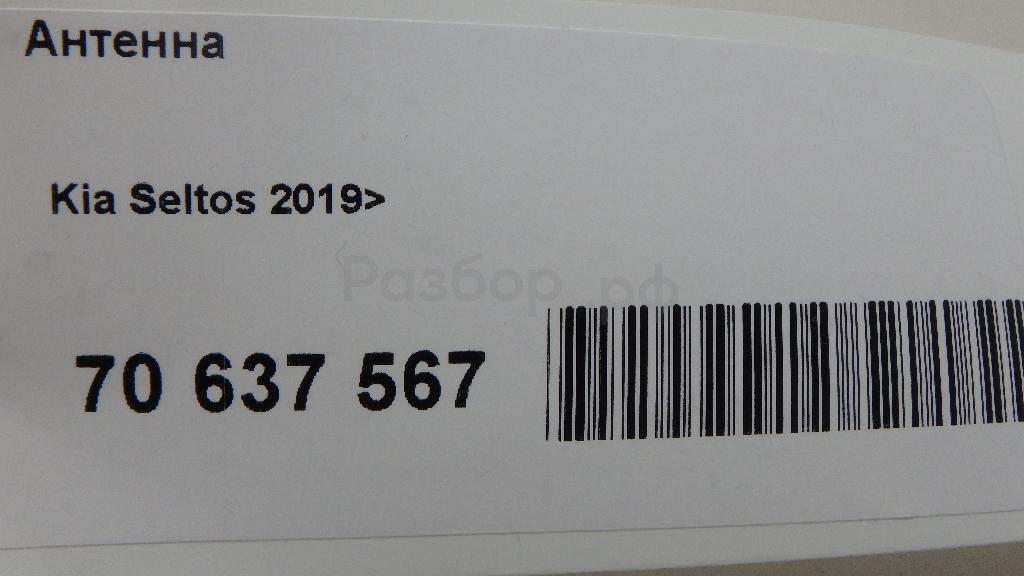 Антенна
Kia Seltos 2019>
Разбор.рф
70 637 567